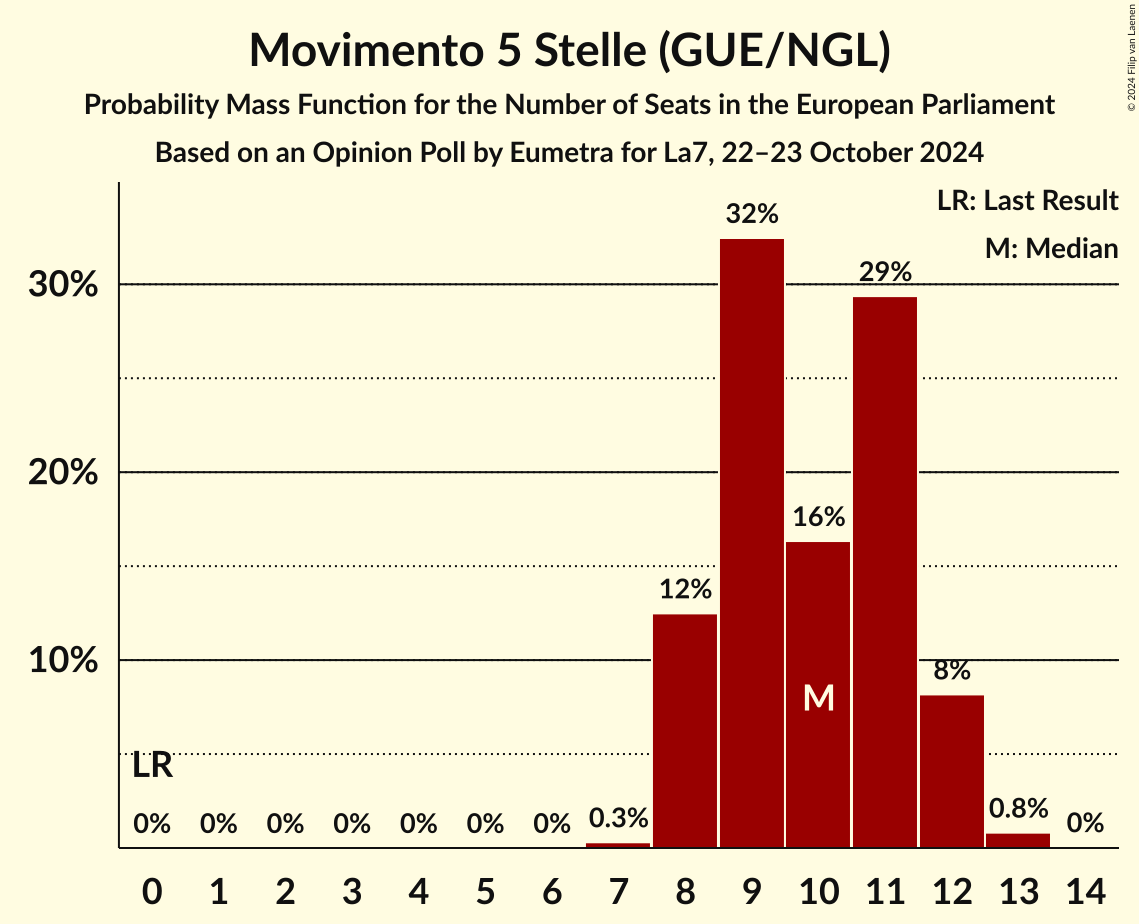 Movimento 5 Stelle (GUE/NGL)
Probability Mass Function for the Number of Seats in the European Parliament
Based on an Opinion Poll by Eumetra for La7, 22–23 October 2024
© 2024 Filip van Laenen
LR: Last Result
M: Median
30%
20%
10%
32%
29%
16%
12%
8%
M
LR
0% 0% 0% 0% 0% 0% 0% 0.3% 0.8% 0%
0 1 2 3 4 5 6 7 8 9 10 11 12 13 14